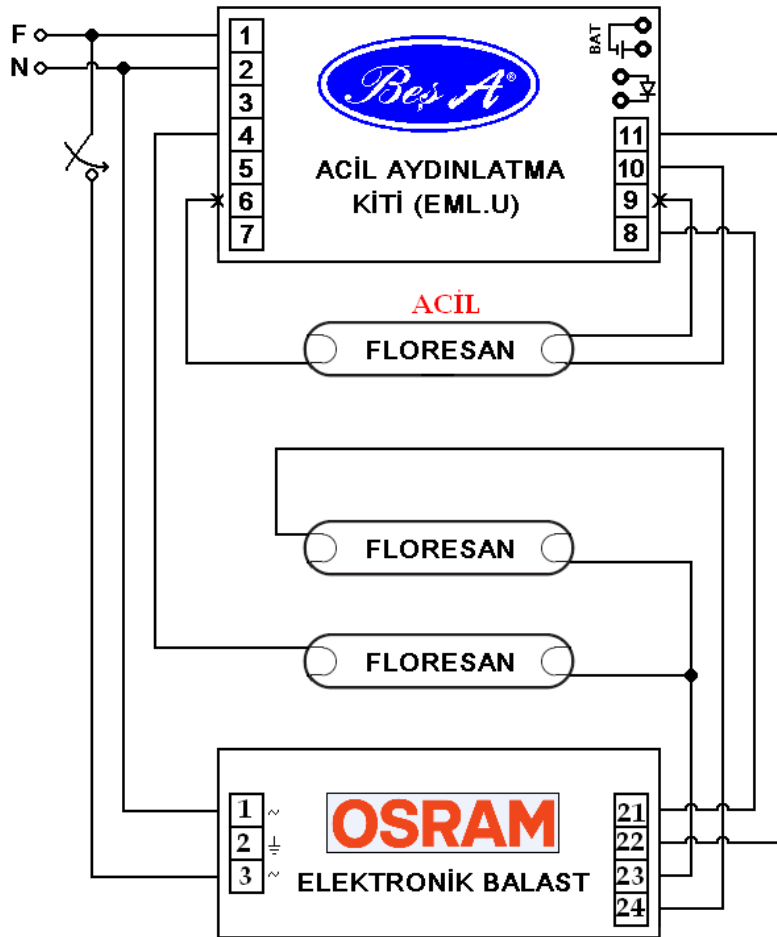 F
N
1
2
3
4
5
6
7
Beş A®
BAT
ACİL AYDINLATMA
KİTİ (EML.U)
11
10
9
8
ACİL
FLORESAN
FLORESAN
FLORESAN
1 ~
2
3 ~
OSRAM
ELEKTRONİK BALAST
21
22
23
24